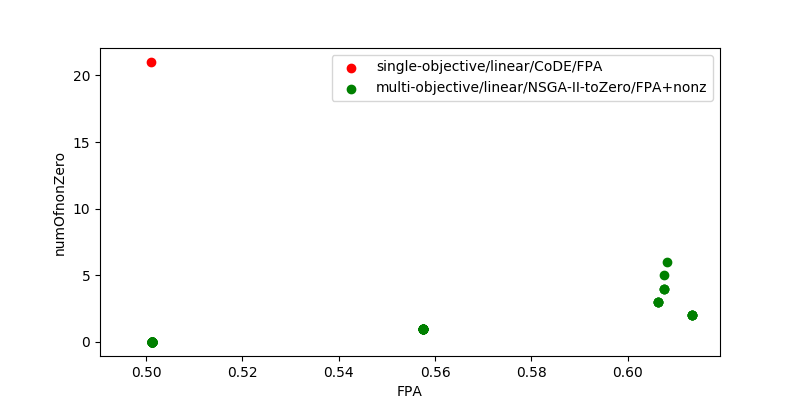 single-objective/linear/CoDE/FPA
multi-objective/linear/NSGA-II-toZero/FPA+nonz
numOfnonZero
20
15
10
5
0
0.50 0.52 0.54 0.56 0.58 0.60
FPA